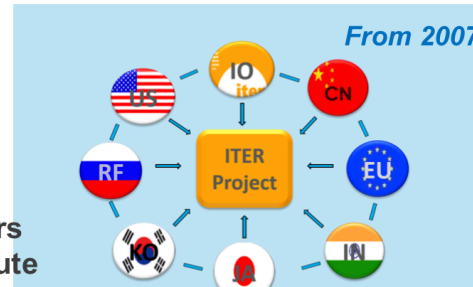 From 2007
IO
iter
US
CN
RF
ITER
Project
EU
KO
JA
IN
rs
ute